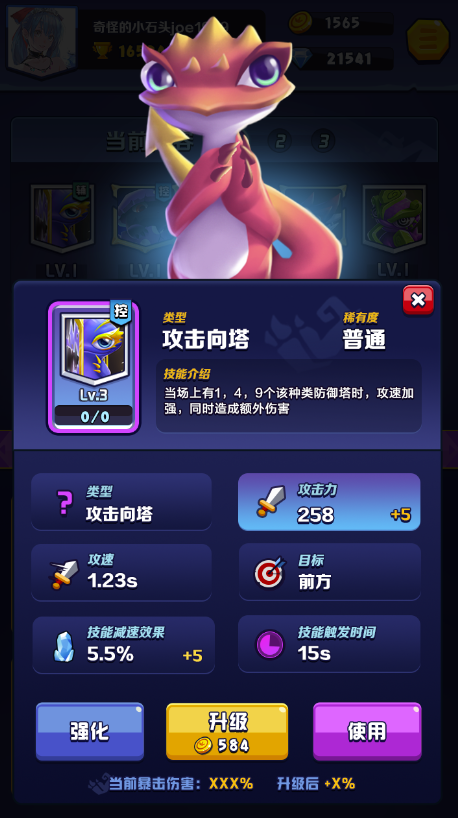 奇怪的小石头joe1
1565
165
21541
当前
2
3
LV.1
LV.1
LV.1
控
Lv.3
0/0
类型
攻击向塔
稀有度
普通
技能介绍
当场上有1，4，9个该种类防御塔时，攻速加
强，同时造成额外伤害
?
类型
攻击向塔
攻击力
258
+5
攻速
1.23s
目标
前方
技能减速效果
5.5%
+5
技能触发时间
15s
强化
升级
584
使用
当前暴击伤害：XXX%
升级后 +X%